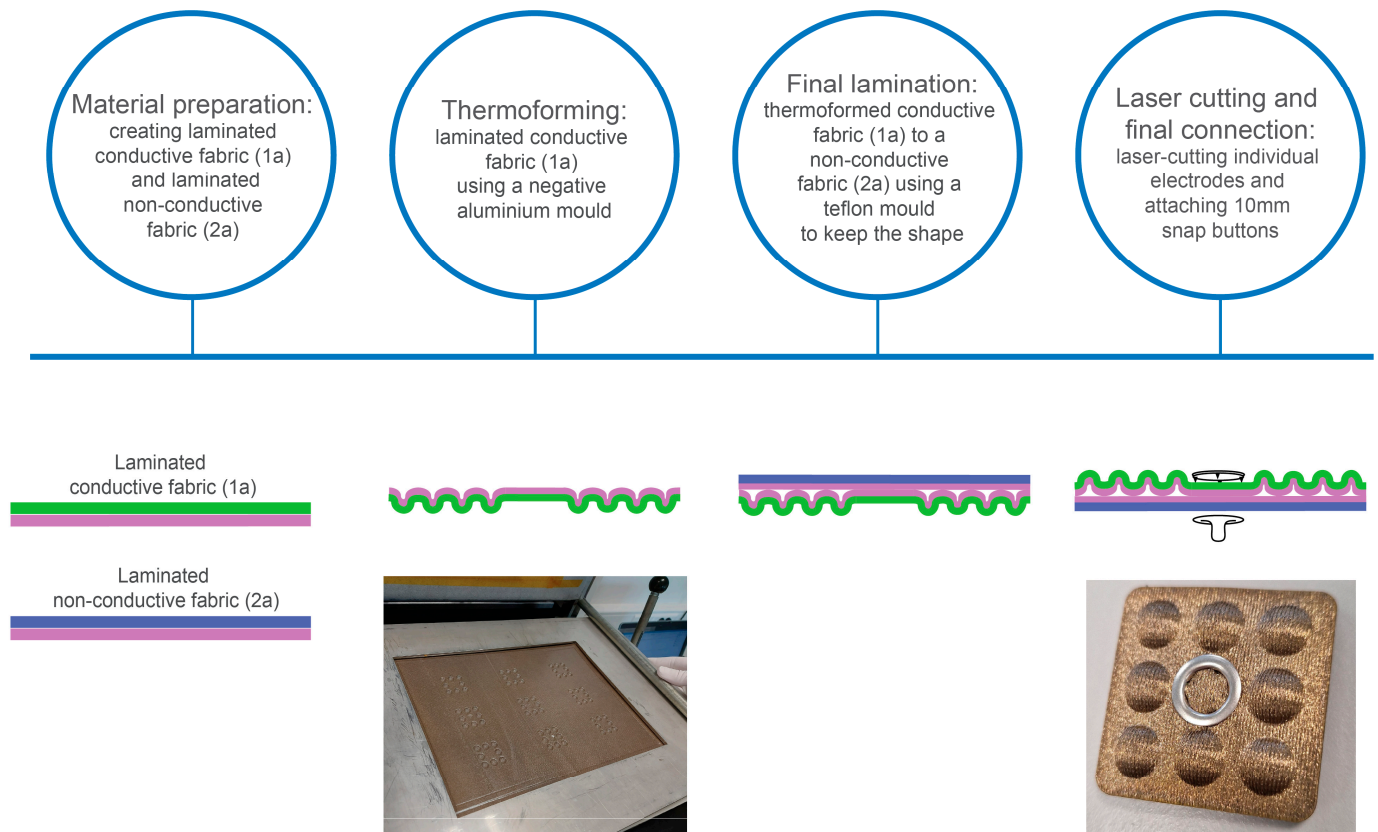 Material preparation:
creating laminated
conductive fabric (1a)
and laminated
non-conductive
fabric (2a)
Thermoforming:
laminated conductive
fabric (1a)
using a negative
aluminium mould
Final lamination:
thermoformed conductive
fabric (1a) to a
non-conductive
fabric (2a) using a
teflon mould
to keep the shape
Laser cutting and
final connection:
laser-cutting individual
electrodes and
attaching 10mm
snap buttons
Laminated
conductive fabric (1a)
Laminated
non-conductive fabric (2a)